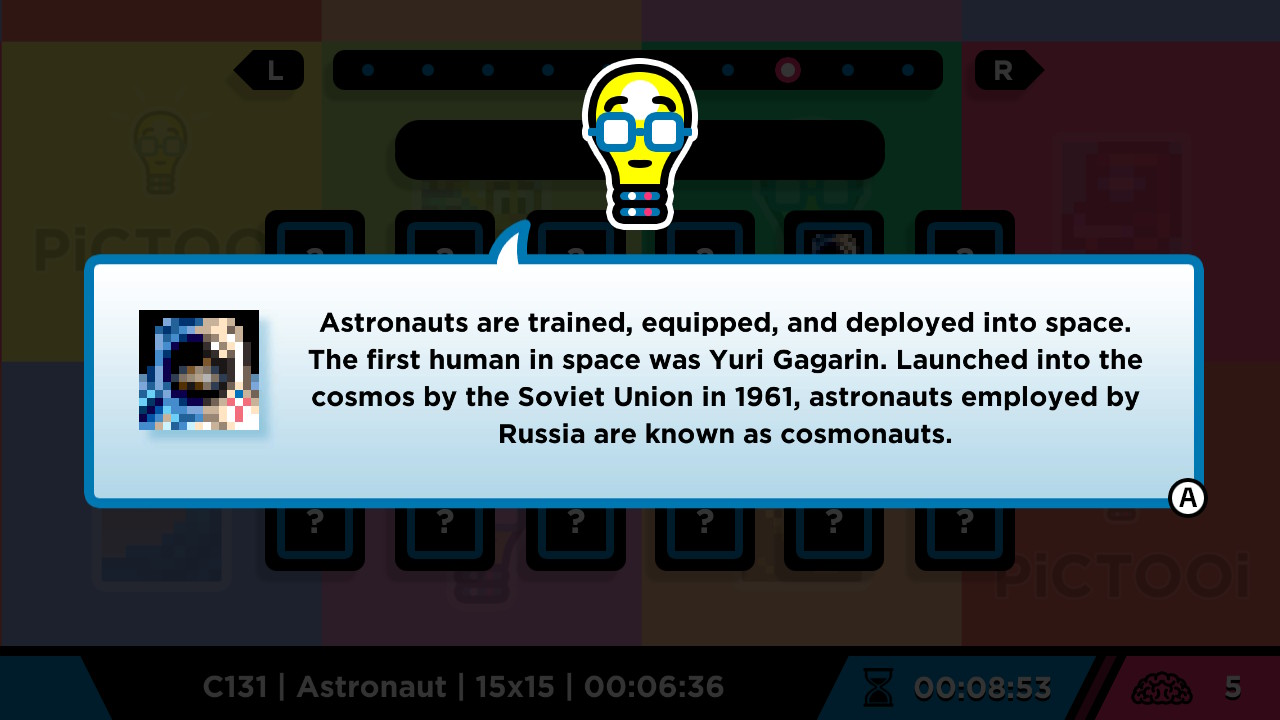 L
R
PiCTOO
? ? ? ? ?
Astronauts are trained, equipped, and deployed into space.
The first human in space was Yuri Gagarin. Launched into the
cosmos by the Soviet Union in 1961, astronauts employed by
Russia are known as cosmonauts.
A
? ? ? ? ? ?
PiCTOOi
C131 | Astronaut | 15x15 | 00:06:36
00:08:53
5